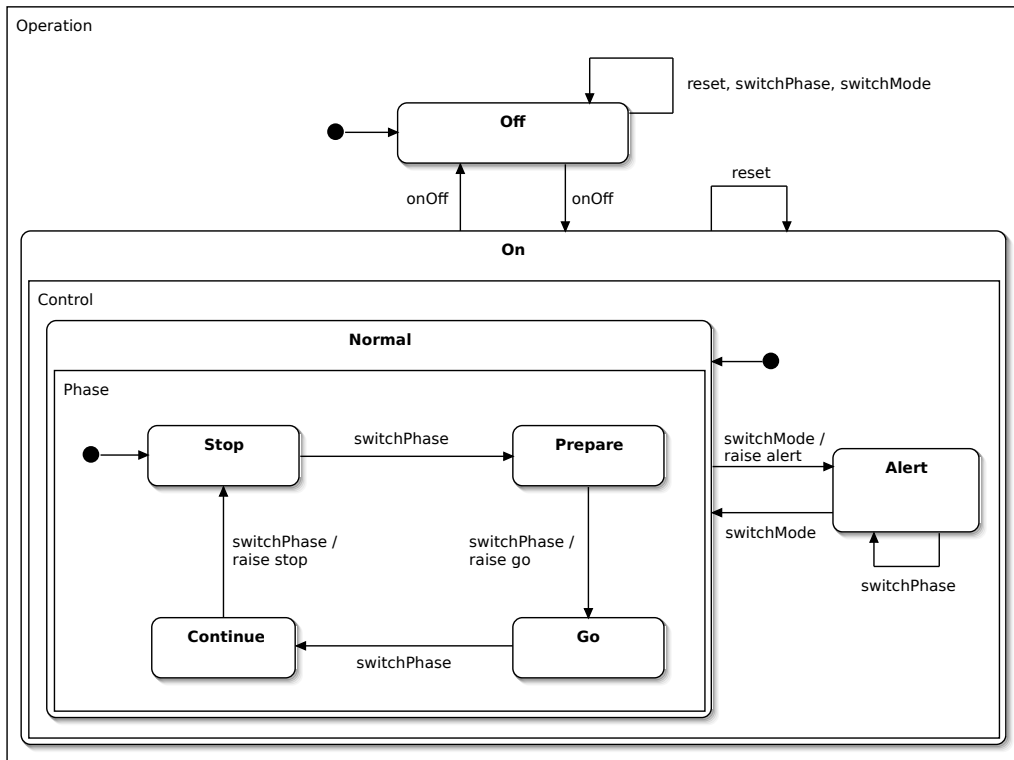 Operation
reset, switchPhase, switchMode
Off
onOff
onOff
reset
On
Control
Normal
Phase
Stop
switchPhase
Prepare
switchMode /
raise alert
Alert
switchMode
switchPhase /
raise stop
switchPhase /
raise go
switchPhase
Continue
switchPhase
Go